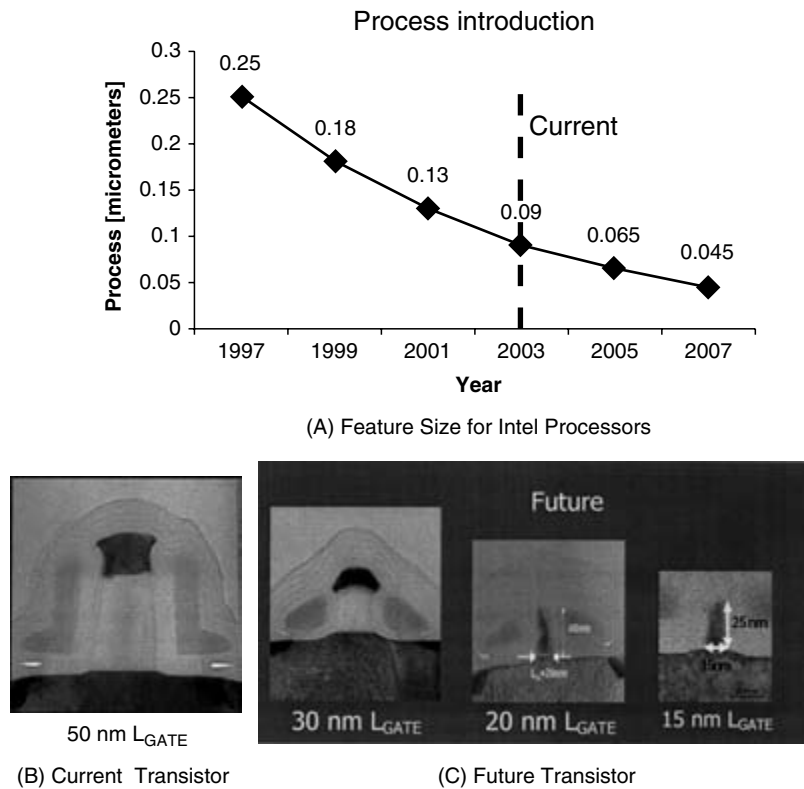 Process introduction
0.3
0.25
0.2
0.15
0.1
0.05
0
Process [micrometers]
0.25
0.18
0.13
0.09
0.065
0.045
Current
1997 1999 2001 2003 2005 2007
Year
(A) Feature Size for Intel Processors
Future
25nm
15nm
50 nm LGATE
30 nm LGATE
20 nm LGATE
15 nm LGATE
(B) Current Transistor
(C) Future Transistor